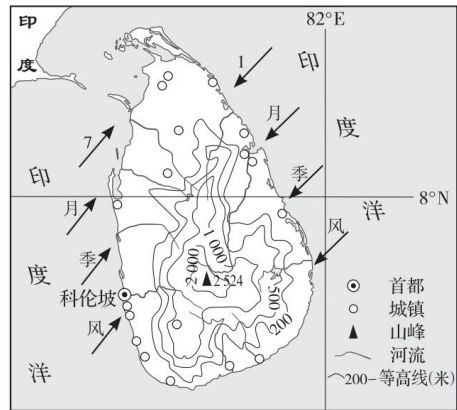 82°E
印度
1月季风
印度洋
7月季风
印度洋
8°N
1 000
2 000
2 524
500
200
科伦坡
首都
城镇
山峰
河流
200-等高线(米)